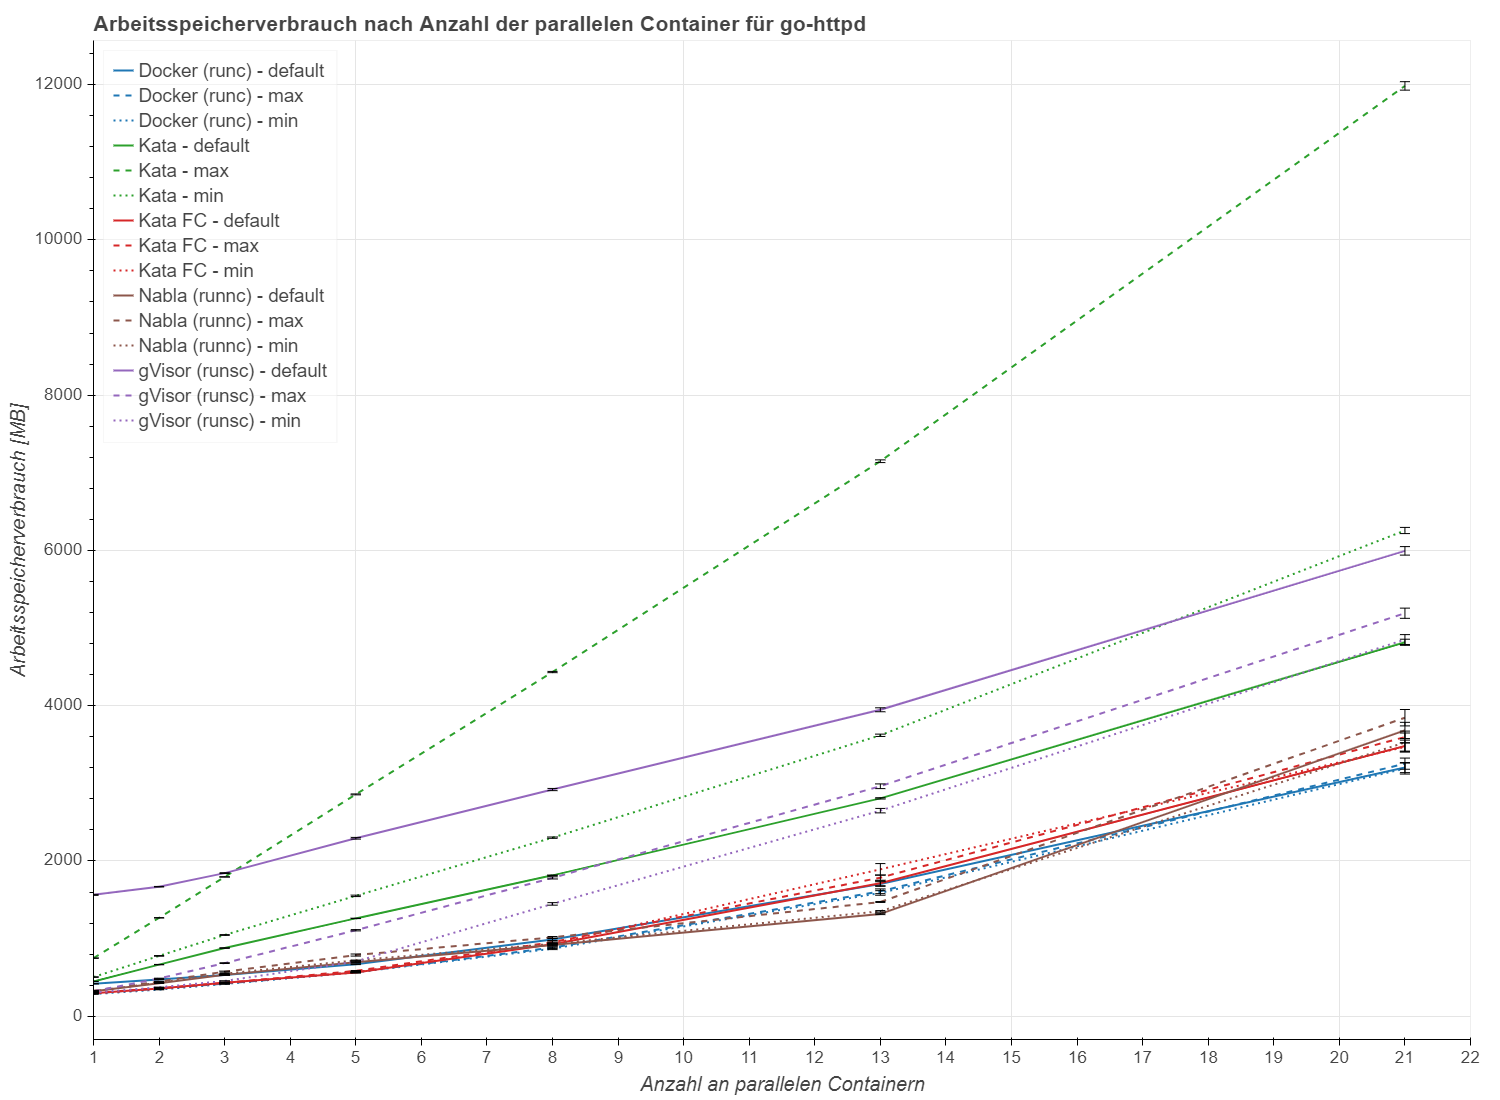 Arbeitsspeicherverbrauch nach Anzahl der parallelen Container für go-httpd
Docker (runc) - default
Docker (runc) - max
Docker (runc) - min
Kata - default
Kata - max
Kata - min
Kata FC - default
Kata FC - max
Kata FC - min
Nabla (runnc) - default
Nabla (runnc) - max
Nabla (runnc) - min
gVisor (runsc) - default
gVisor (runsc) - max
gVisor (runsc) - min
12000
10000
8000
6000
4000
2000
0
Arbeitsspeicherverbrauch [MB]
1 2 3 4 5 6 7 8 9 10 11 12 13 14 15 16 17 18 19 20 21 22
Anzahl an parallelen Containern